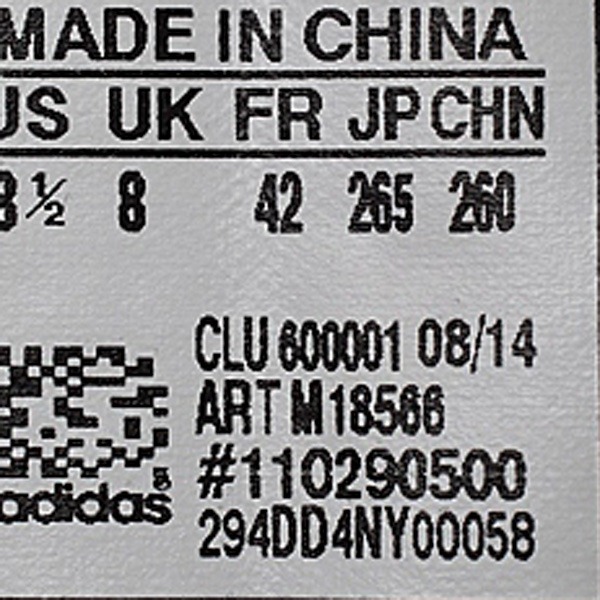 MADE IN CHINA
US UK FR JP CHN
8½ 8 42 265 260
CLU 600001 08/14
ART M18566
#110290500
294DD4NY00058
adidas®